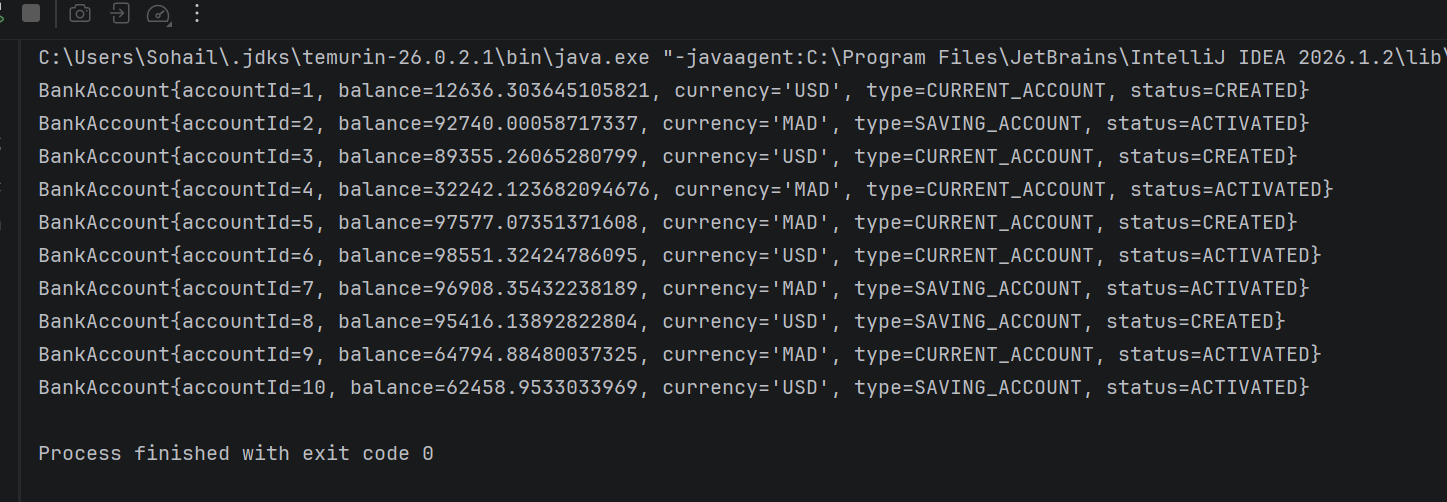 C:\Users\Sohail\.jdks\temurin-26.0.2.1\bin\java.exe "-javaagent:C:\Program Files\JetBrains\IntelliJ IDEA 2026.1.2\lib\
BankAccount{accountId=1, balance=12636.303645105821, currency='USD', type=CURRENT_ACCOUNT, status=CREATED}
BankAccount{accountId=2, balance=92740.00058717337, currency='MAD', type=SAVING_ACCOUNT, status=ACTIVATED}
BankAccount{accountId=3, balance=89355.26065280799, currency='USD', type=CURRENT_ACCOUNT, status=CREATED}
BankAccount{accountId=4, balance=32242.123682094676, currency='MAD', type=CURRENT_ACCOUNT, status=ACTIVATED}
BankAccount{accountId=5, balance=97577.07351371608, currency='MAD', type=CURRENT_ACCOUNT, status=CREATED}
BankAccount{accountId=6, balance=98551.32424786095, currency='USD', type=CURRENT_ACCOUNT, status=ACTIVATED}
BankAccount{accountId=7, balance=96908.35432238189, currency='MAD', type=SAVING_ACCOUNT, status=ACTIVATED}
BankAccount{accountId=8, balance=95416.13892822804, currency='USD', type=SAVING_ACCOUNT, status=CREATED}
BankAccount{accountId=9, balance=64794.88480037325, currency='MAD', type=CURRENT_ACCOUNT, status=ACTIVATED}
BankAccount{accountId=10, balance=62458.9533033969, currency='USD', type=SAVING_ACCOUNT, status=ACTIVATED}
Process finished with exit code 0